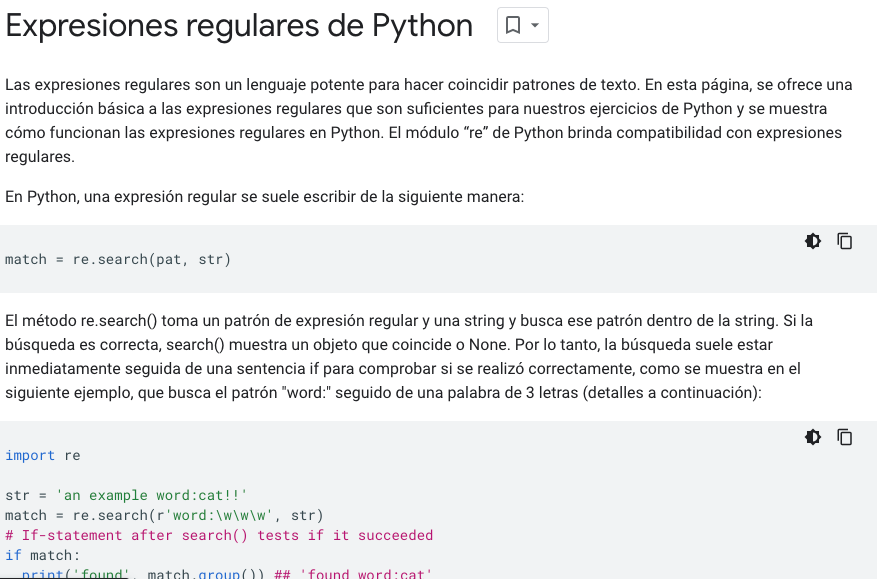 Expresiones regulares de Python
Las expresiones regulares son un lenguaje potente para hacer coincidir patrones de texto. En esta página, se ofrece una
introducción básica a las expresiones regulares que son suficientes para nuestros ejercicios de Python y se muestra
cómo funcionan las expresiones regulares en Python. El módulo “re” de Python brinda compatibilidad con expresiones
regulares.
En Python, una expresión regular se suele escribir de la siguiente manera:
match = re.search(pat, str)
El método re.search() toma un patrón de expresión regular y una string y busca ese patrón dentro de la string. Si la
búsqueda es correcta, search() muestra un objeto que coincide o None. Por lo tanto, la búsqueda suele estar
inmediatamente seguida de una sentencia if para comprobar si se realizó correctamente, como se muestra en el
siguiente ejemplo, que busca el patrón "word:" seguido de una palabra de 3 letras (detalles a continuación):
import re
str = 'an example word:cat!!'
match = re.search(r'word:\w\w\w', str)
# If-statement after search() tests if it succeeded
if match:
  print('found', match.group()) ## 'found word:cat'